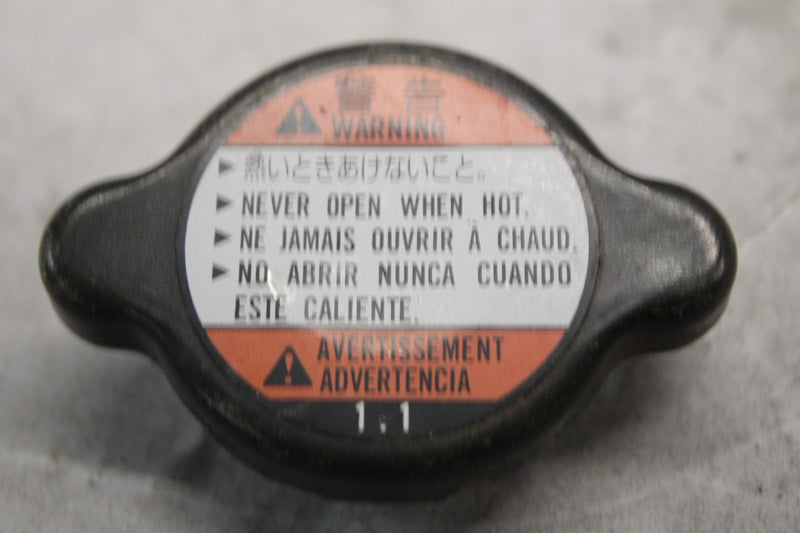 警告
WARNING
熱いときあけないこと。
NEVER OPEN WHEN HOT.
NE JAMAIS OUVRIR À CHAUD.
NO ABRIR NUNCA CUANDO
ESTE CALIENTE.
AVERTISSEMENT
ADVERTENCIA
1.1